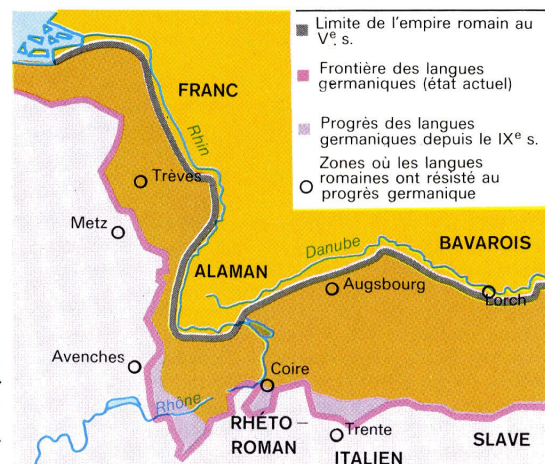 Limite de l'empire romain au
Ve s.
Frontière des langues
germaniques (état actuel)
Progrès des langues
germaniques depuis le IXe s.
Zones où les langues
romaines ont résisté au
progrès germanique
FRANC
Rhin
Trèves
Metz
Danube
BAVAROIS
ALAMAN
Augsbourg
Lorch
Avenches
Coire
Rhône
RHÉTO-
ROMAN
Trente
ITALIEN
SLAVE